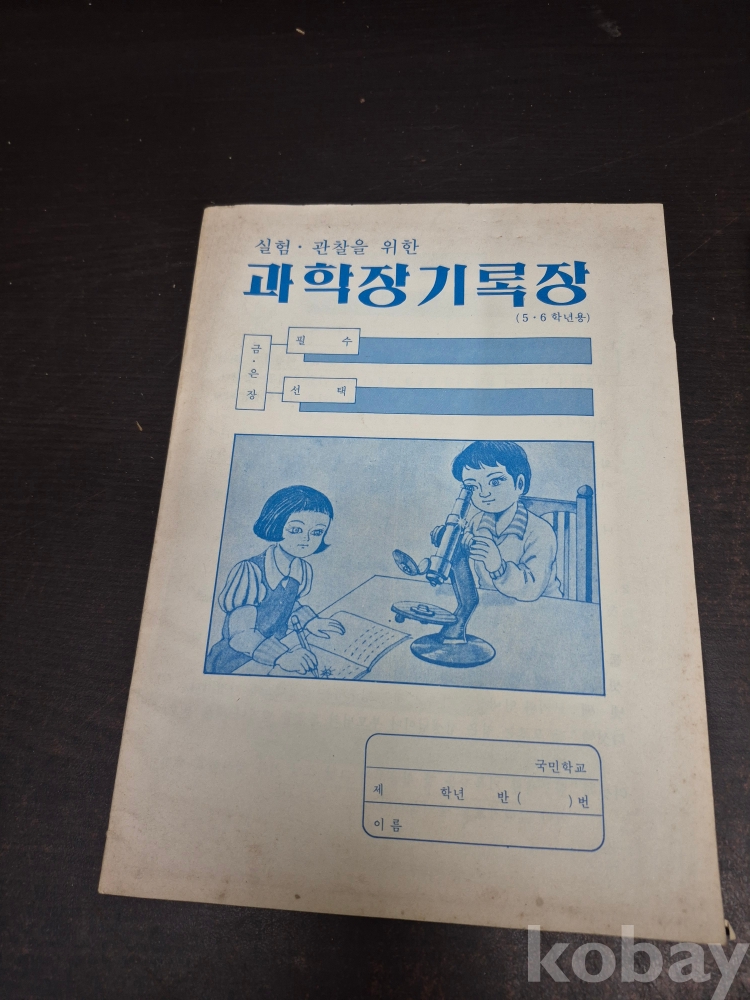 실험·관찰을 위한
과학장기록장
(5·6 학년용)
금·은장
필 수
선 택
국민학교
제 학년 반 ( ) 번
이름
kobay